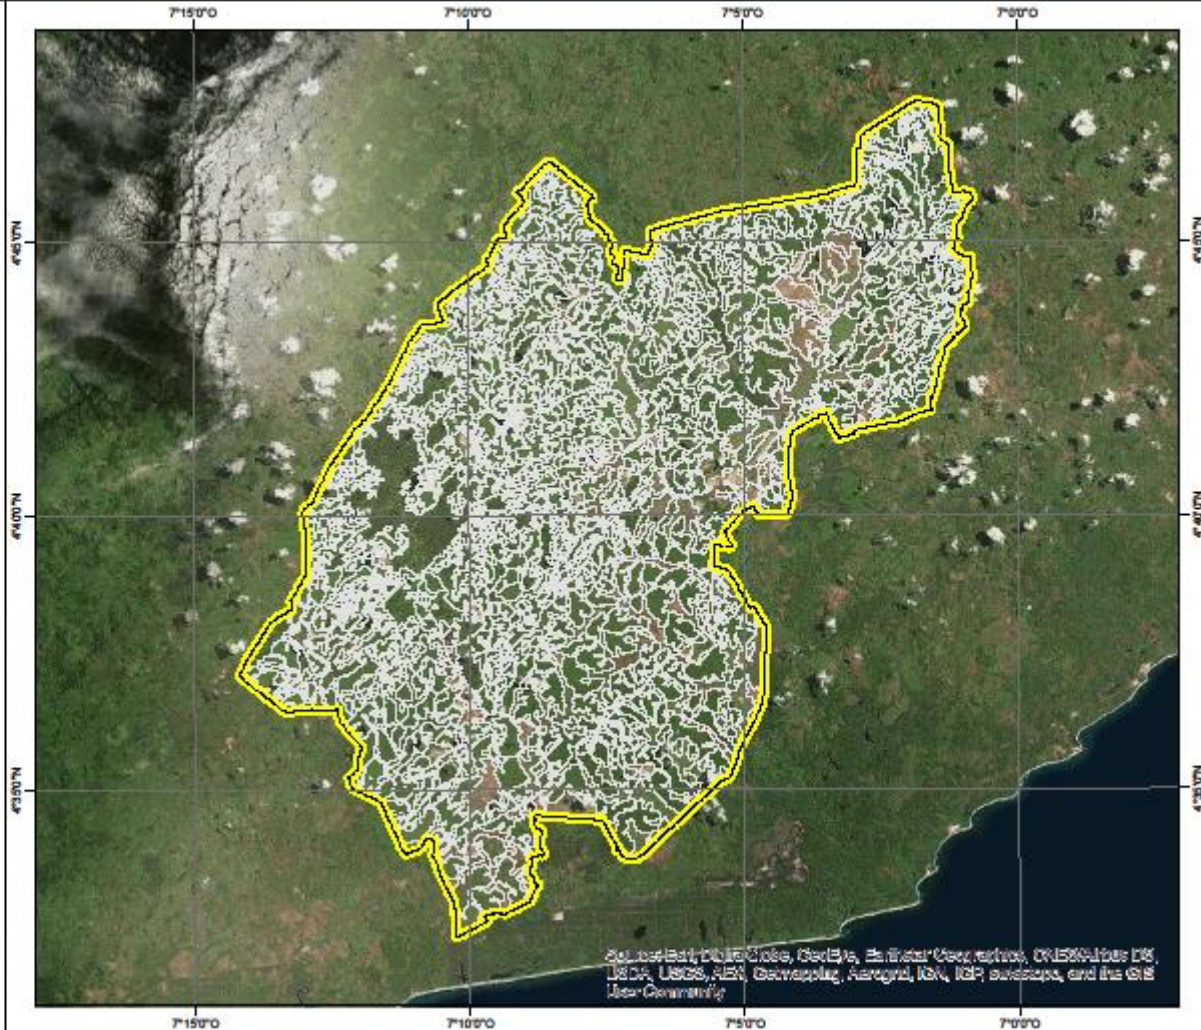 7°15'0"O 7°10'0"O 7°5'0"O 7°0'0"O
4°45'0"N 4°45'0"N
4°40'0"N 4°40'0"N
4°35'0"N 4°35'0"N
Sources: Esri, DigitalGlobe, GeoEye, Earthstar Geographics, CNES/Airbus DS,
USDA, USGS, AEX, Getmapping, Aerogrid, IGN, IGP, swisstopo, and the GIS
User Community
7°15'0"O 7°10'0"O 7°5'0"O 7°0'0"O